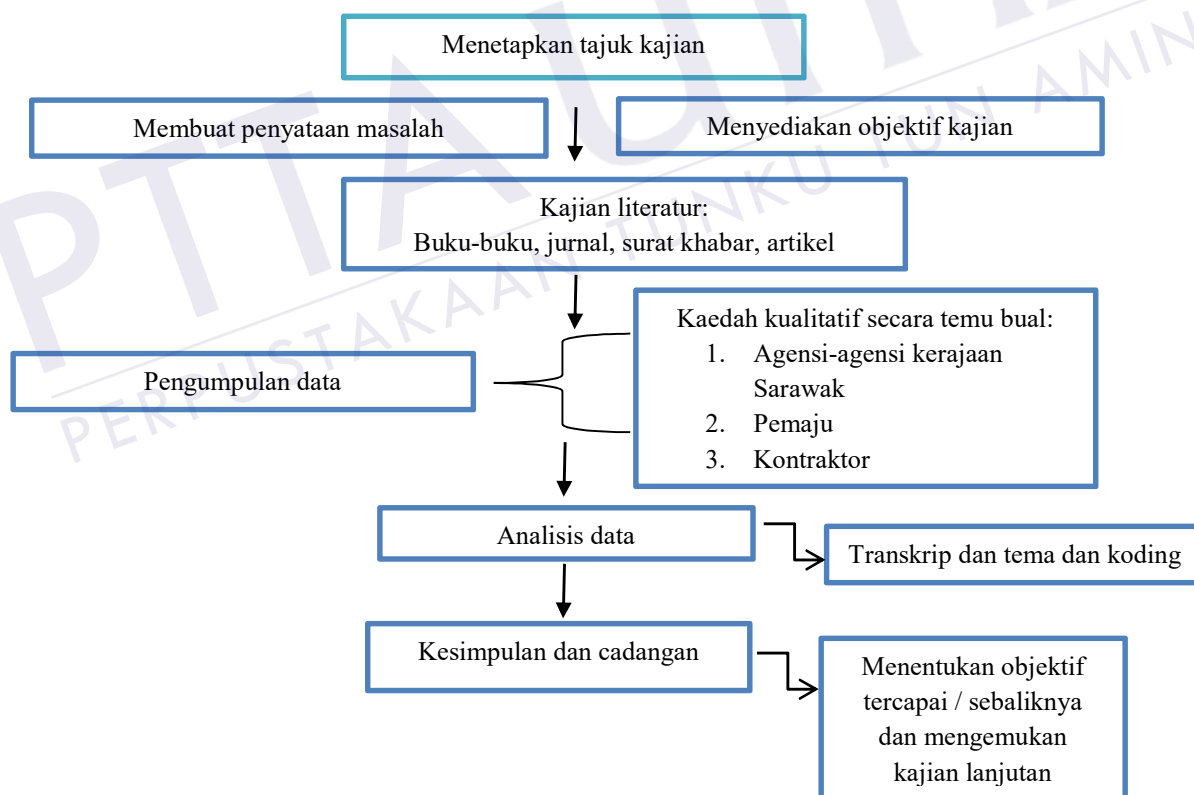 Menetapkan tajuk kajian
Membuat penyataan masalah
Menyediakan objektif kajian
Kajian literatur:
Buku-buku, jurnal, surat khabar, artikel
Pengumpulan data
Kaedah kualitatif secara temu bual:
1. Agensi-agensi kerajaan
Sarawak
2. Pemaju
3. Kontraktor
Analisis data
Transkrip dan tema dan koding
Kesimpulan dan cadangan
Menentukan objektif
tercapai / sebaliknya
dan mengemukan
kajian lanjutan
PTTA UTHM
PERPUSTAKAAN TUNKU TUN AMIN